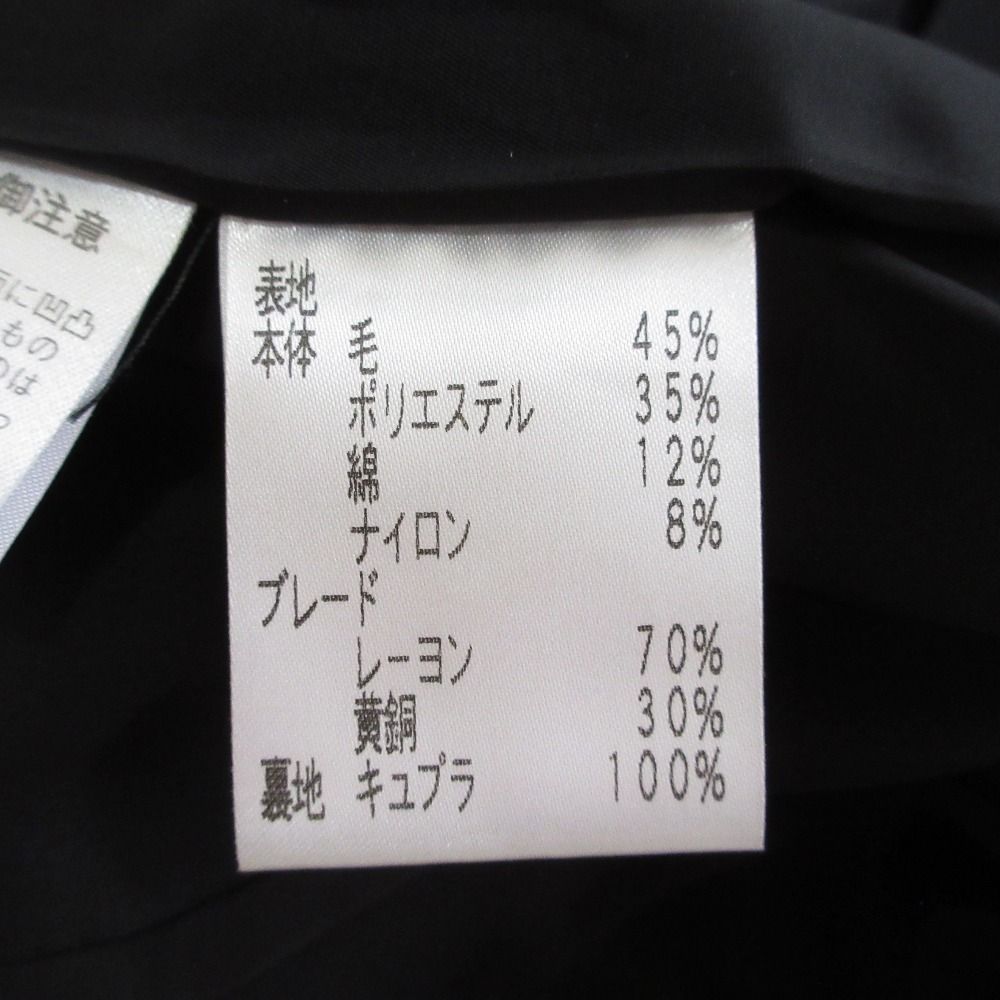 御注意
に凹凸
もの
のは
表地
本体 毛 45%
ポリエステル 35%
綿 12%
ナイロン 8%
ブレード
レーヨン 70%
黄銅 30%
裏地 キュプラ 100%